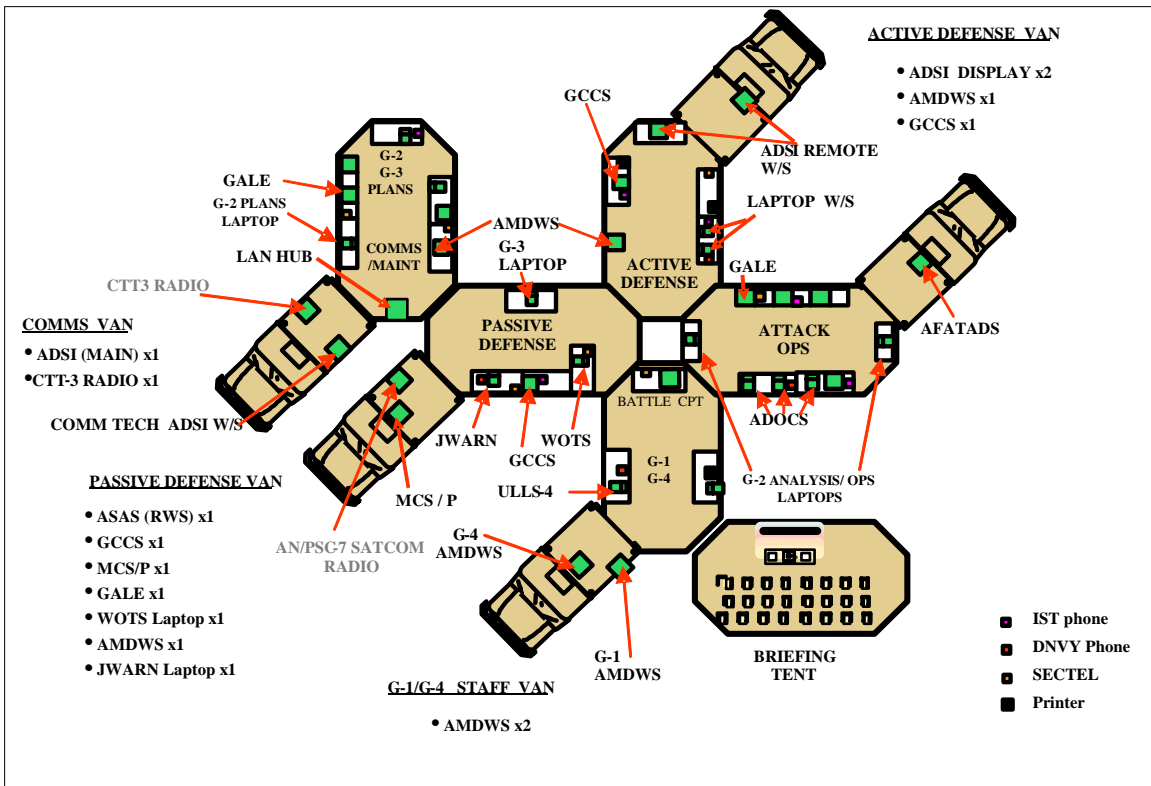 ACTIVE DEFENSE VAN
• ADSI DISPLAY x2
• AMDWS x1
• GCCS x1
GCCS
ADSI REMOTE
W/S
LAPTOP W/S
G-2
G-3
PLANS
GALE
G-2 PLANS
LAPTOP
LAN HUB
COMMS
/MAINT
AMDWS
G-3
LAPTOP
ACTIVE
DEFENSE
GALE
CTT3 RADIO
COMMS VAN
• ADSI (MAIN) x1
• CTT-3 RADIO x1
COMM TECH ADSI W/S
PASSIVE
DEFENSE
ATTACK
OPS
AFATADS
BATTLE CPT
ADOCS
JWARN
GCCS
WOTS
G-1
G-4
G-2 ANALYSIS/ OPS
LAPTOPS
ULLS-4
MCS / P
PASSIVE DEFENSE VAN
• ASAS (RWS) x1
• GCCS x1
• MCS/P x1
• GALE x1
• WOTS Laptop x1
• AMDWS x1
• JWARN Laptop x1
AN/PSG-7 SATCOM
RADIO
G-4
AMDWS
G-1
AMDWS
G-1/G-4 STAFF VAN
• AMDWS x2
BRIEFING
TENT
IST phone
DNVY Phone
SECTEL
Printer